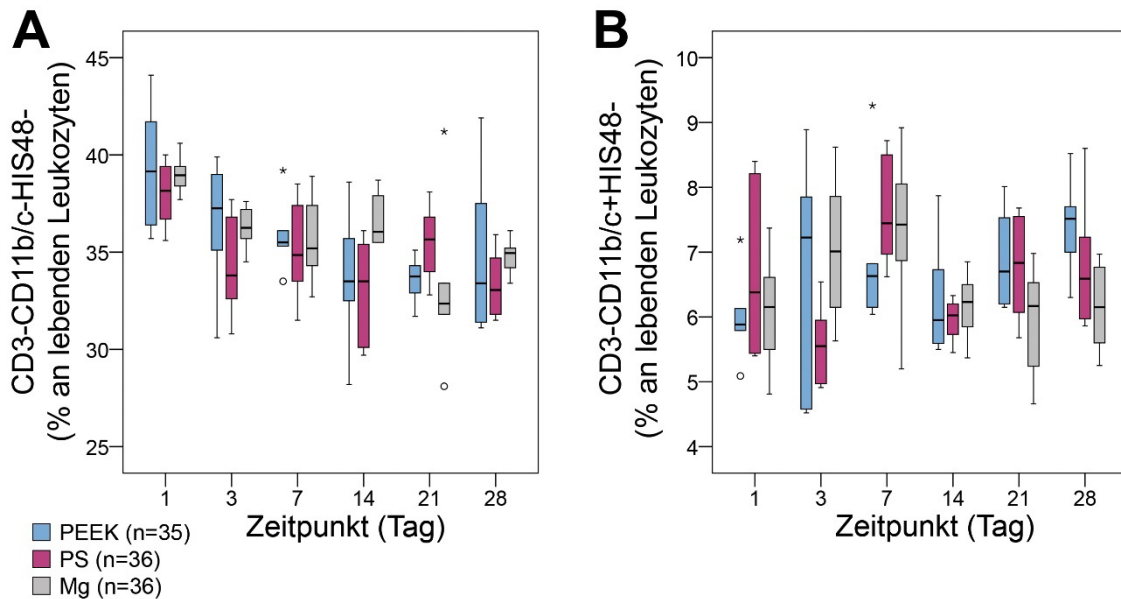 A
CD3-CD11b/c-HIS48-
(% an lebenden Leukozyten)
45
40
35
30
25
1 3 7 14 21 28
Zeitpunkt (Tag)
PEEK (n=35)
PS (n=36)
Mg (n=36)
B
CD3-CD11b/c+HIS48-
(% an lebenden Leukozyten)
10
9
8
7
6
5
4
1 3 7 14 21 28
Zeitpunkt (Tag)